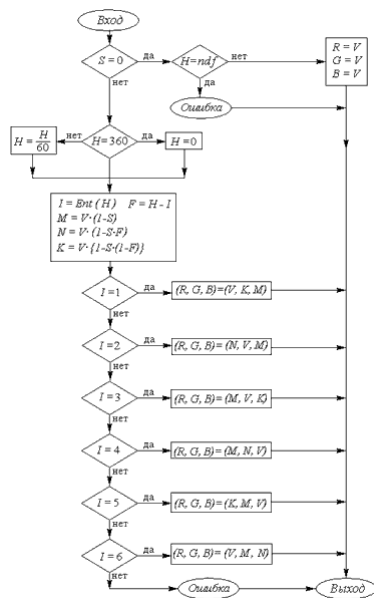 Вход
S = 0
да
H=ndf
нет
R = V
G = V
B = V
нет
да
Ошибка
H = H/60
нет
H=360
да
H=0
I = Ent (H) F = H - I
M = V·(1-S)
N = V·(1-S·F)
K = V·{1-S·(1-F)}
I =1
да
(R, G, B)=(V, K, M)
нет
I =2
да
(R, G, B)=(N, V, M)
нет
I = 3
да
(R, G, B)=(M, V, K)
нет
I = 4
да
(R, G, B)=(M, N, V)
нет
I = 5
да
(R, G, B)=(K, M, V)
нет
I = 6
да
(R, G, B)=(V, M, N)
нет
Ошибка
Выход